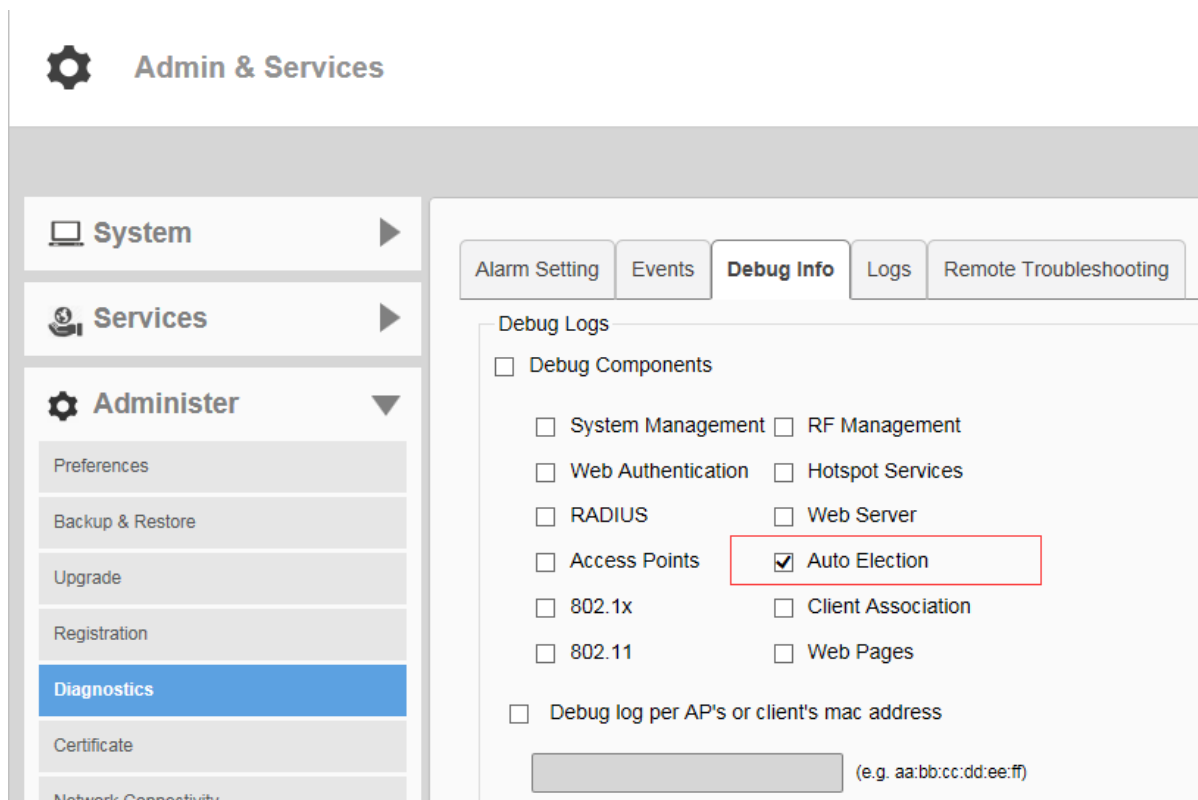 Admin & Services
System
Services
Administer
Preferences
Backup & Restore
Upgrade
Registration
Diagnostics
Certificate
Network Connectivity
Alarm Setting Events Debug Info Logs Remote Troubleshooting
Debug Logs
Debug Components
System Management RF Management
Web Authentication Hotspot Services
RADIUS Web Server
Access Points Auto Election
802.1x Client Association
802.11 Web Pages
Debug log per AP's or client's mac address
(e.g. aa:bb:cc:dd:ee:ff)